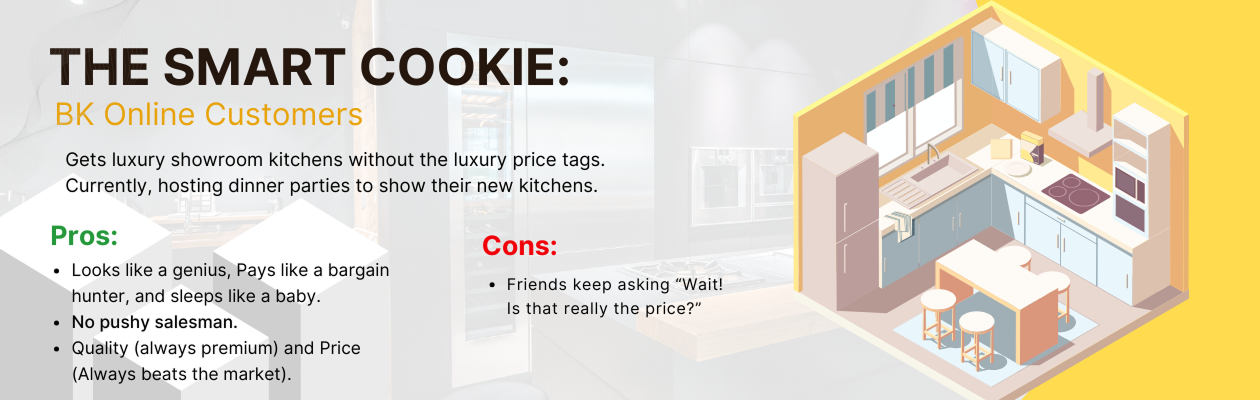 THE SMART COOKIE:
BK Online Customers
Gets luxury showroom kitchens without the luxury price tags.
Currently, hosting dinner parties to show their new kitchens.
Pros:
• Looks like a genius, Pays like a bargain
hunter, and sleeps like a baby.
• No pushy salesman.
• Quality (always premium) and Price
(Always beats the market).
Cons:
• Friends keep asking “Wait!
Is that really the price?”